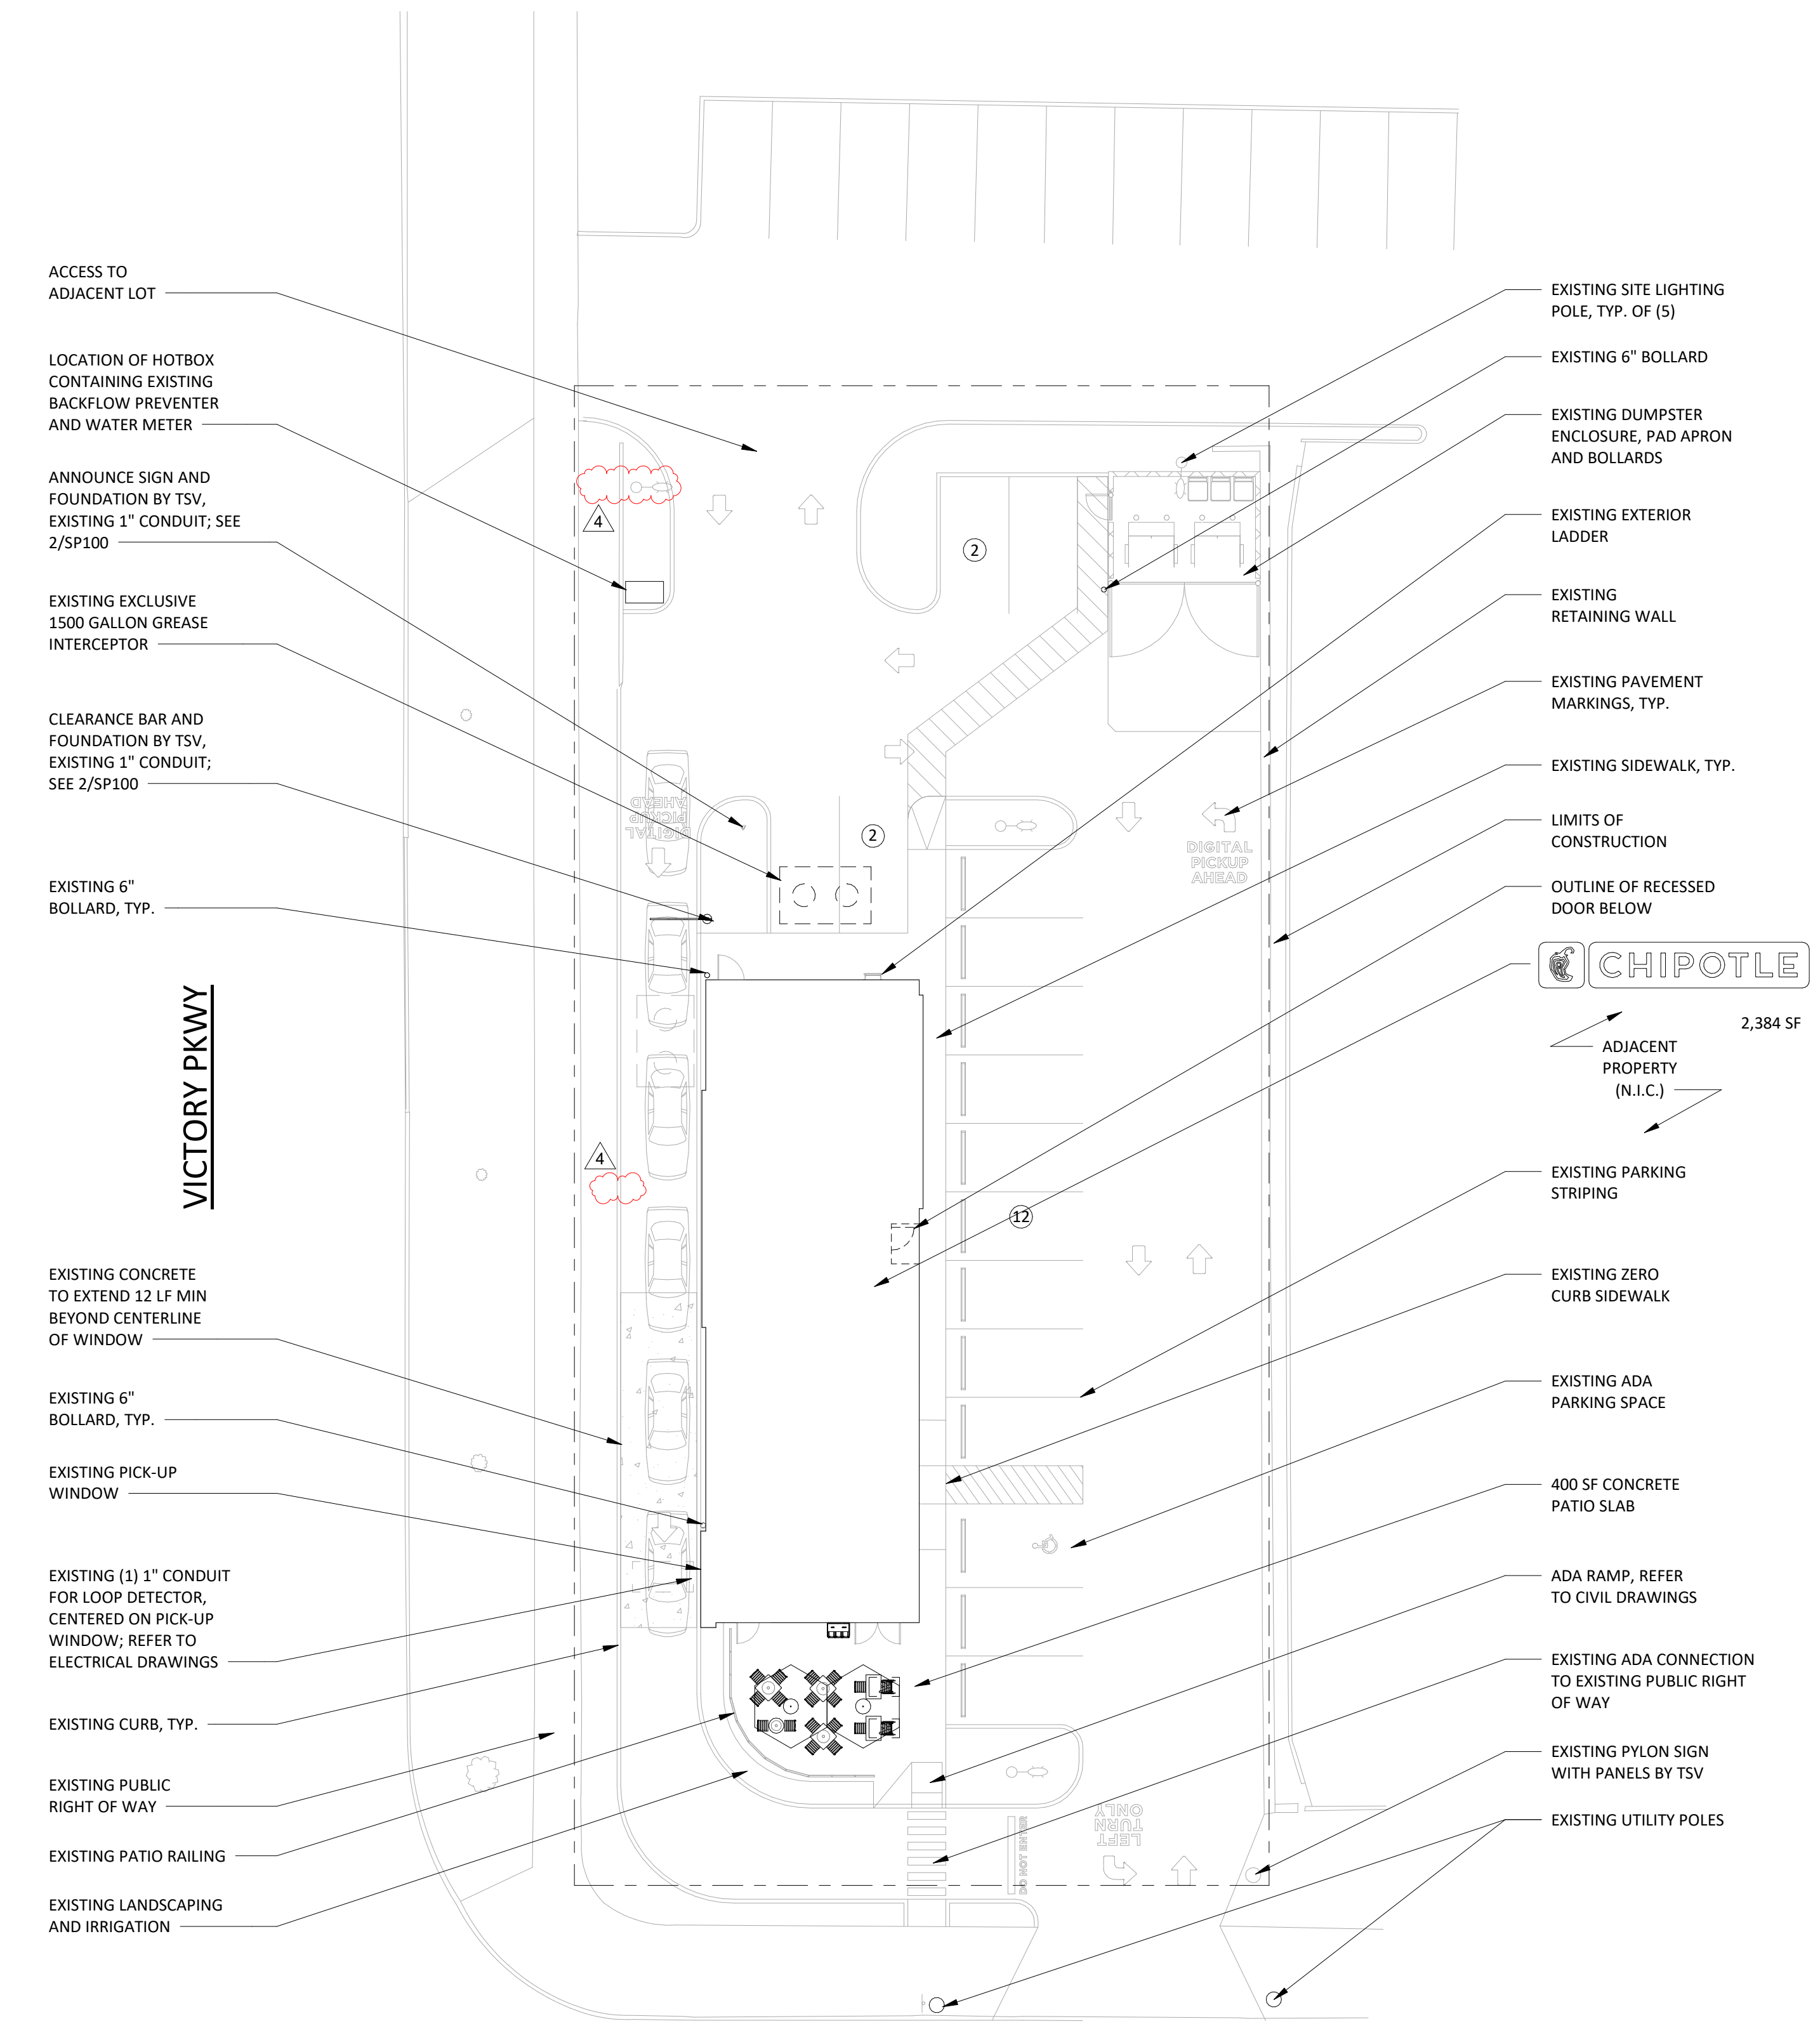 ACCESS TO
ADJACENT LOT
LOCATION OF HOTBOX
CONTAINING EXISTING
BACKFLOW PREVENTER
AND WATER METER
ANNOUNCE SIGN AND
FOUNDATION BY TSV,
EXISTING 1" CONDUIT; SEE
2/SP100
EXISTING EXCLUSIVE
1500 GALLON GREASE
INTERCEPTOR
CLEARANCE BAR AND
FOUNDATION BY TSV,
EXISTING 1" CONDUIT;
SEE 2/SP100
EXISTING 6"
BOLLARD, TYP.
VICTORY PKWY
EXISTING CONCRETE
TO EXTEND 12 LF MIN
BEYOND CENTERLINE
OF WINDOW
EXISTING 6"
BOLLARD, TYP.
EXISTING PICK-UP
WINDOW
EXISTING (1) 1" CONDUIT
FOR LOOP DETECTOR,
CENTERED ON PICK-UP
WINDOW; REFER TO
ELECTRICAL DRAWINGS
EXISTING CURB, TYP.
EXISTING PUBLIC
RIGHT OF WAY
EXISTING PATIO RAILING
EXISTING LANDSCAPING
AND IRRIGATION
4
2
DIGITAL
PICKUP
AHEAD
2
DIGITAL
PICKUP
AHEAD
4
12
LEFT
TURN
ONLY
DO NOT ENTER
EXISTING SITE LIGHTING
POLE, TYP. OF (5)
EXISTING 6" BOLLARD
EXISTING DUMPSTER
ENCLOSURE, PAD APRON
AND BOLLARDS
EXISTING EXTERIOR
LADDER
EXISTING
RETAINING WALL
EXISTING PAVEMENT
MARKINGS, TYP.
EXISTING SIDEWALK, TYP.
LIMITS OF
CONSTRUCTION
OUTLINE OF RECESSED
DOOR BELOW
CHIPOTLE
2,384 SF
ADJACENT
PROPERTY
(N.I.C.)
EXISTING PARKING
STRIPING
EXISTING ZERO
CURB SIDEWALK
EXISTING ADA
PARKING SPACE
400 SF CONCRETE
PATIO SLAB
ADA RAMP, REFER
TO CIVIL DRAWINGS
EXISTING ADA CONNECTION
TO EXISTING PUBLIC RIGHT
OF WAY
EXISTING PYLON SIGN
WITH PANELS BY TSV
EXISTING UTILITY POLES